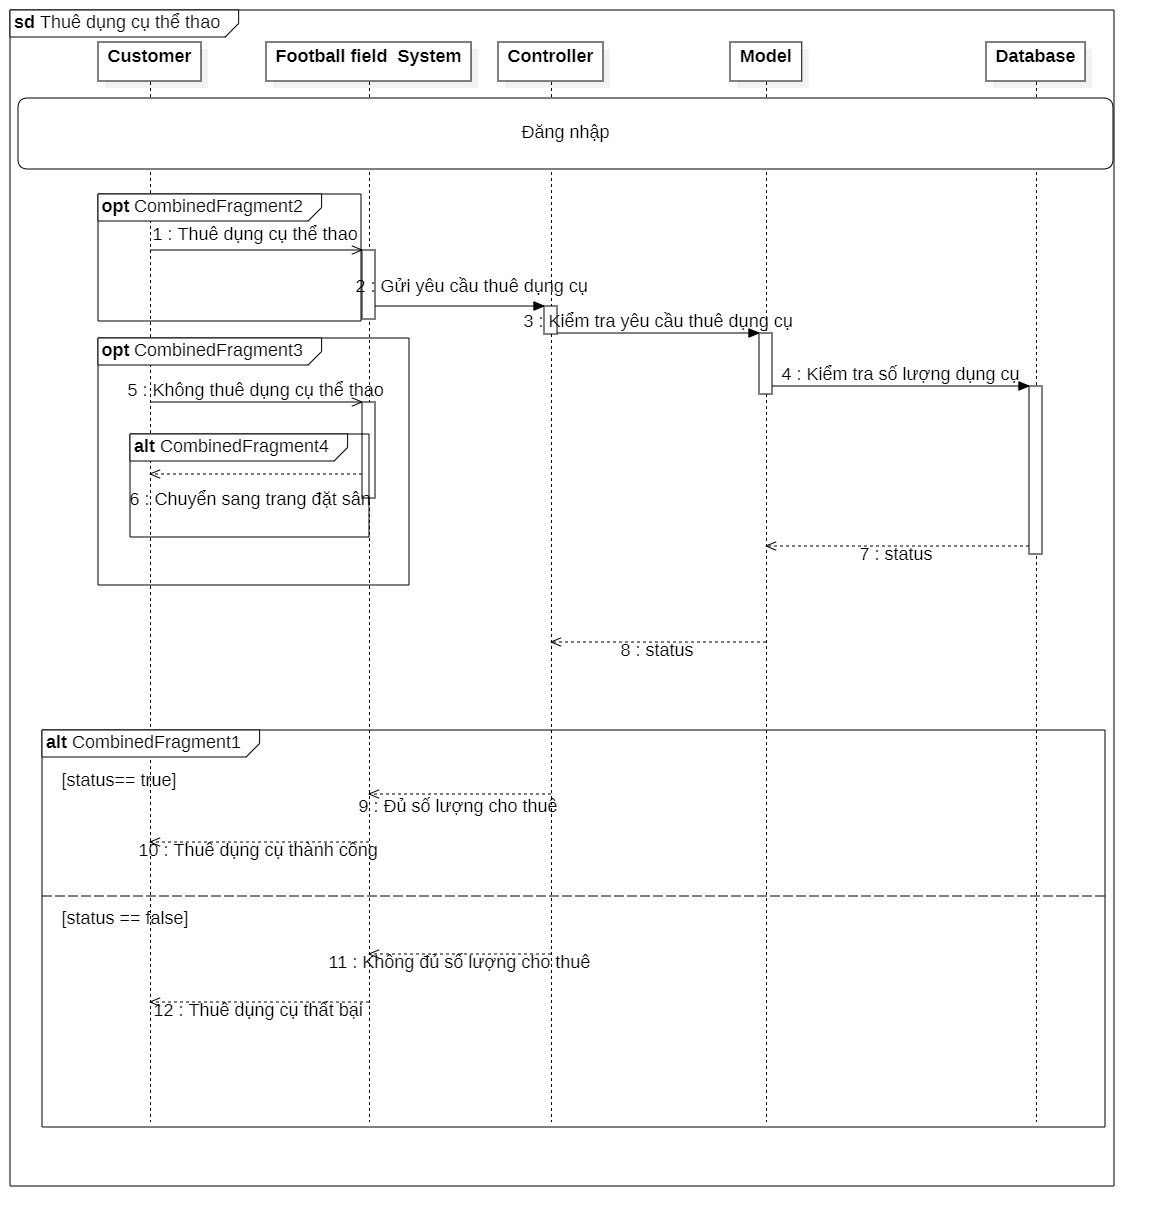 sd Thuê dụng cụ thể thao
Customer
Football field System
Controller
Model
Database
Đăng nhập
opt CombinedFragment2
1 : Thuê dụng cụ thể thao
2 : Gửi yêu cầu thuê dụng cụ
3 : Kiểm tra yêu cầu thuê dụng cụ
opt CombinedFragment3
4 : Kiểm tra số lượng dụng cụ
5 : Không thuê dụng cụ thể thao
alt CombinedFragment4
6 : Chuyển sang trang đặt sân
7 : status
8 : status
alt CombinedFragment1
[status== true]
9 : Đủ số lượng cho thuê
10 : Thuê dụng cụ thành công
[status == false]
11 : Không đủ số lượng cho thuê
12 : Thuê dụng cụ thất bại